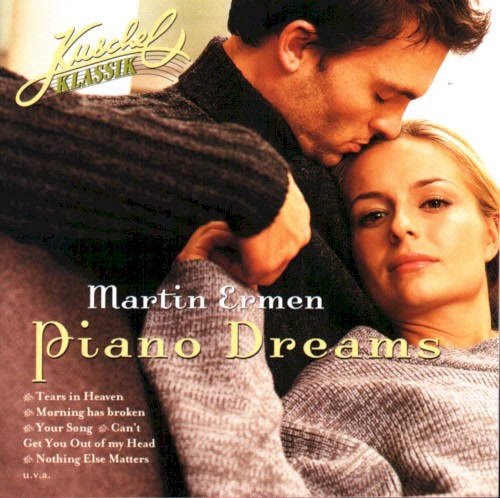 Kuschel
KLASSIK
Martin Ermen
Piano Dreams
Tears in Heaven
Morning has broken
Your Song Can't
Get You Out of my Head
Nothing Else Matters
u.v.a.